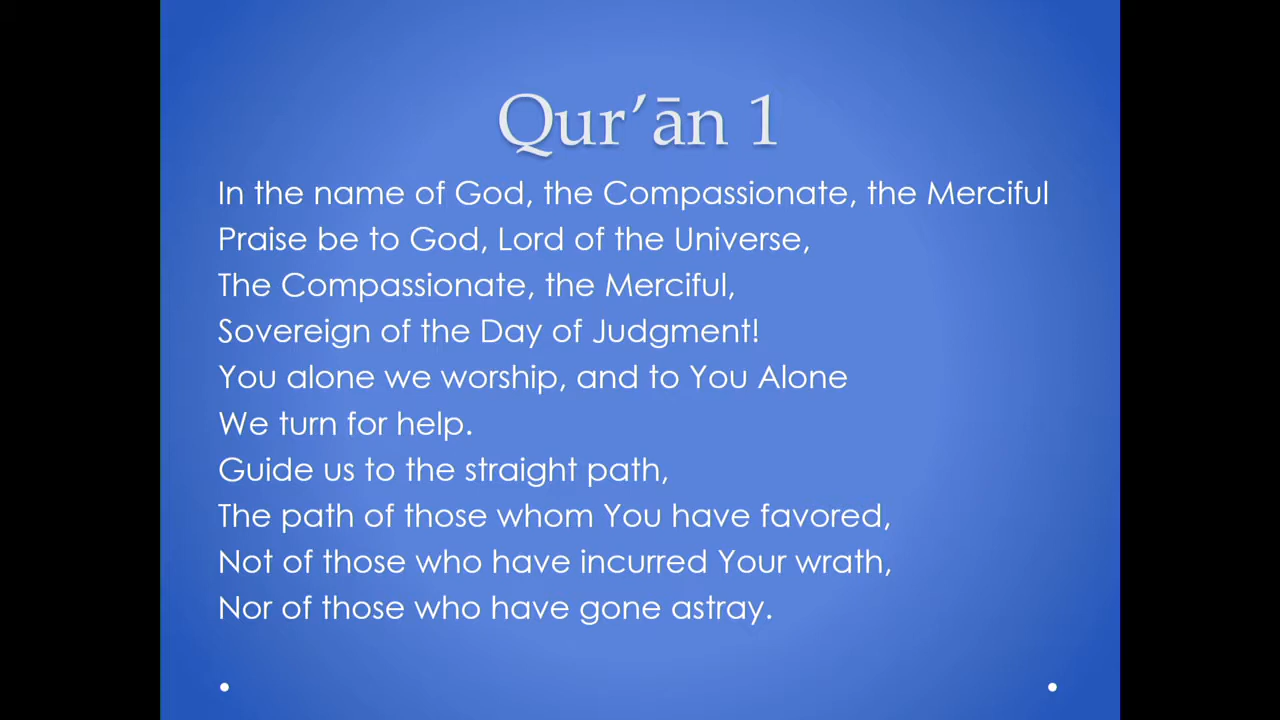 Qur’ān 1
In the name of God, the Compassionate, the Merciful
Praise be to God, Lord of the Universe,
The Compassionate, the Merciful,
Sovereign of the Day of Judgment!
You alone we worship, and to You Alone
We turn for help.
Guide us to the straight path,
The path of those whom You have favored,
Not of those who have incurred Your wrath,
Nor of those who have gone astray.